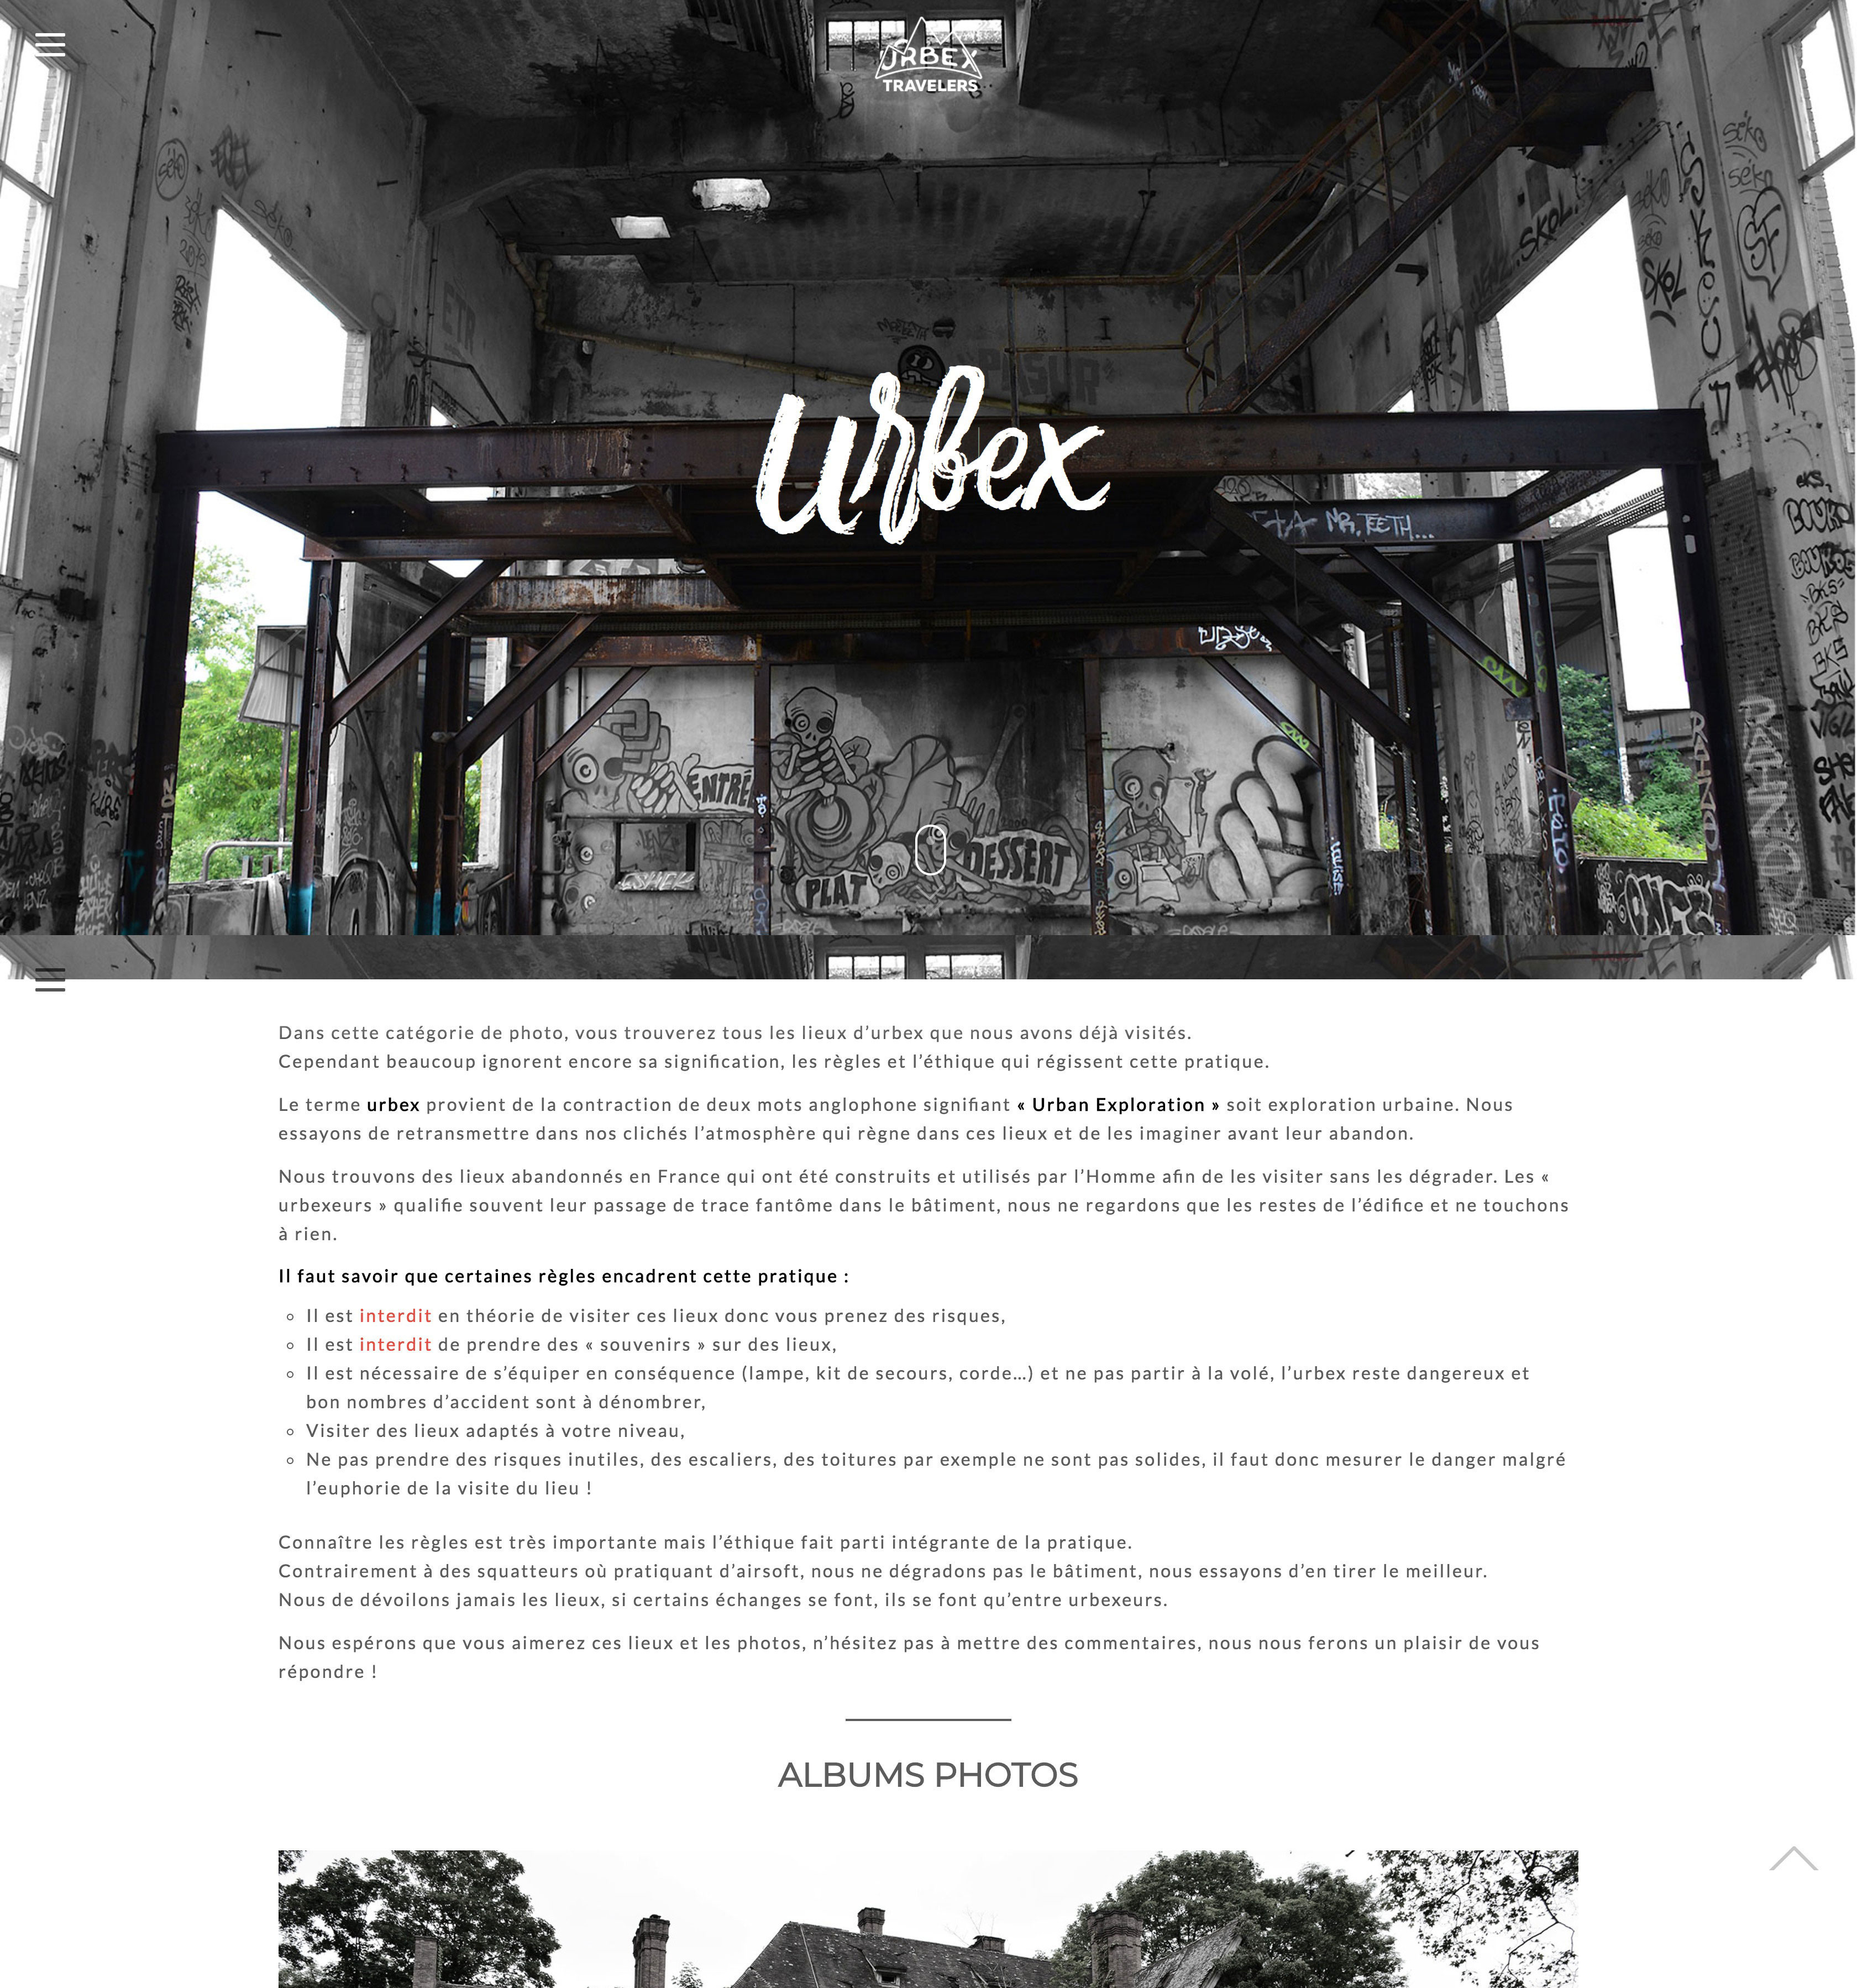 URBEX
TRAVELERS
seko
SKOL
SKOL
SF
ETR
urbex
MR. TEETH...
ENTRÉE
PLAT
DESSERT
Dans cette catégorie de photo, vous trouverez tous les lieux d’urbex que nous avons déjà visités.
Cependant beaucoup ignorent encore sa signification, les règles et l’éthique qui régissent cette pratique.
Le terme urbex provient de la contraction de deux mots anglophone signifiant « Urban Exploration » soit exploration urbaine. Nous
essayons de retransmettre dans nos clichés l’atmosphère qui règne dans ces lieux et de les imaginer avant leur abandon.
Nous trouvons des lieux abandonnés en France qui ont été construits et utilisés par l’Homme afin de les visiter sans les dégrader. Les «
urbexeurs » qualifie souvent leur passage de trace fantôme dans le bâtiment, nous ne regardons que les restes de l’édifice et ne touchons
à rien.
Il faut savoir que certaines règles encadrent cette pratique :
Il est interdit en théorie de visiter ces lieux donc vous prenez des risques,
Il est interdit de prendre des « souvenirs » sur des lieux,
Il est nécessaire de s’équiper en conséquence (lampe, kit de secours, corde…) et ne pas partir à la volé, l’urbex reste dangereux et
bon nombres d’accident sont à dénombrer,
Visiter des lieux adaptés à votre niveau,
Ne pas prendre des risques inutiles, des escaliers, des toitures par exemple ne sont pas solides, il faut donc mesurer le danger malgré
l’euphorie de la visite du lieu !
Connaître les règles est très importante mais l’éthique fait parti intégrante de la pratique.
Contrairement à des squatteurs où pratiquant d’airsoft, nous ne dégradons pas le bâtiment, nous essayons d’en tirer le meilleur.
Nous de dévoilons jamais les lieux, si certains échanges se font, ils se font qu’entre urbexeurs.
Nous espérons que vous aimerez ces lieux et les photos, n’hésitez pas à mettre des commentaires, nous nous ferons un plaisir de vous
répondre !
ALBUMS PHOTOS